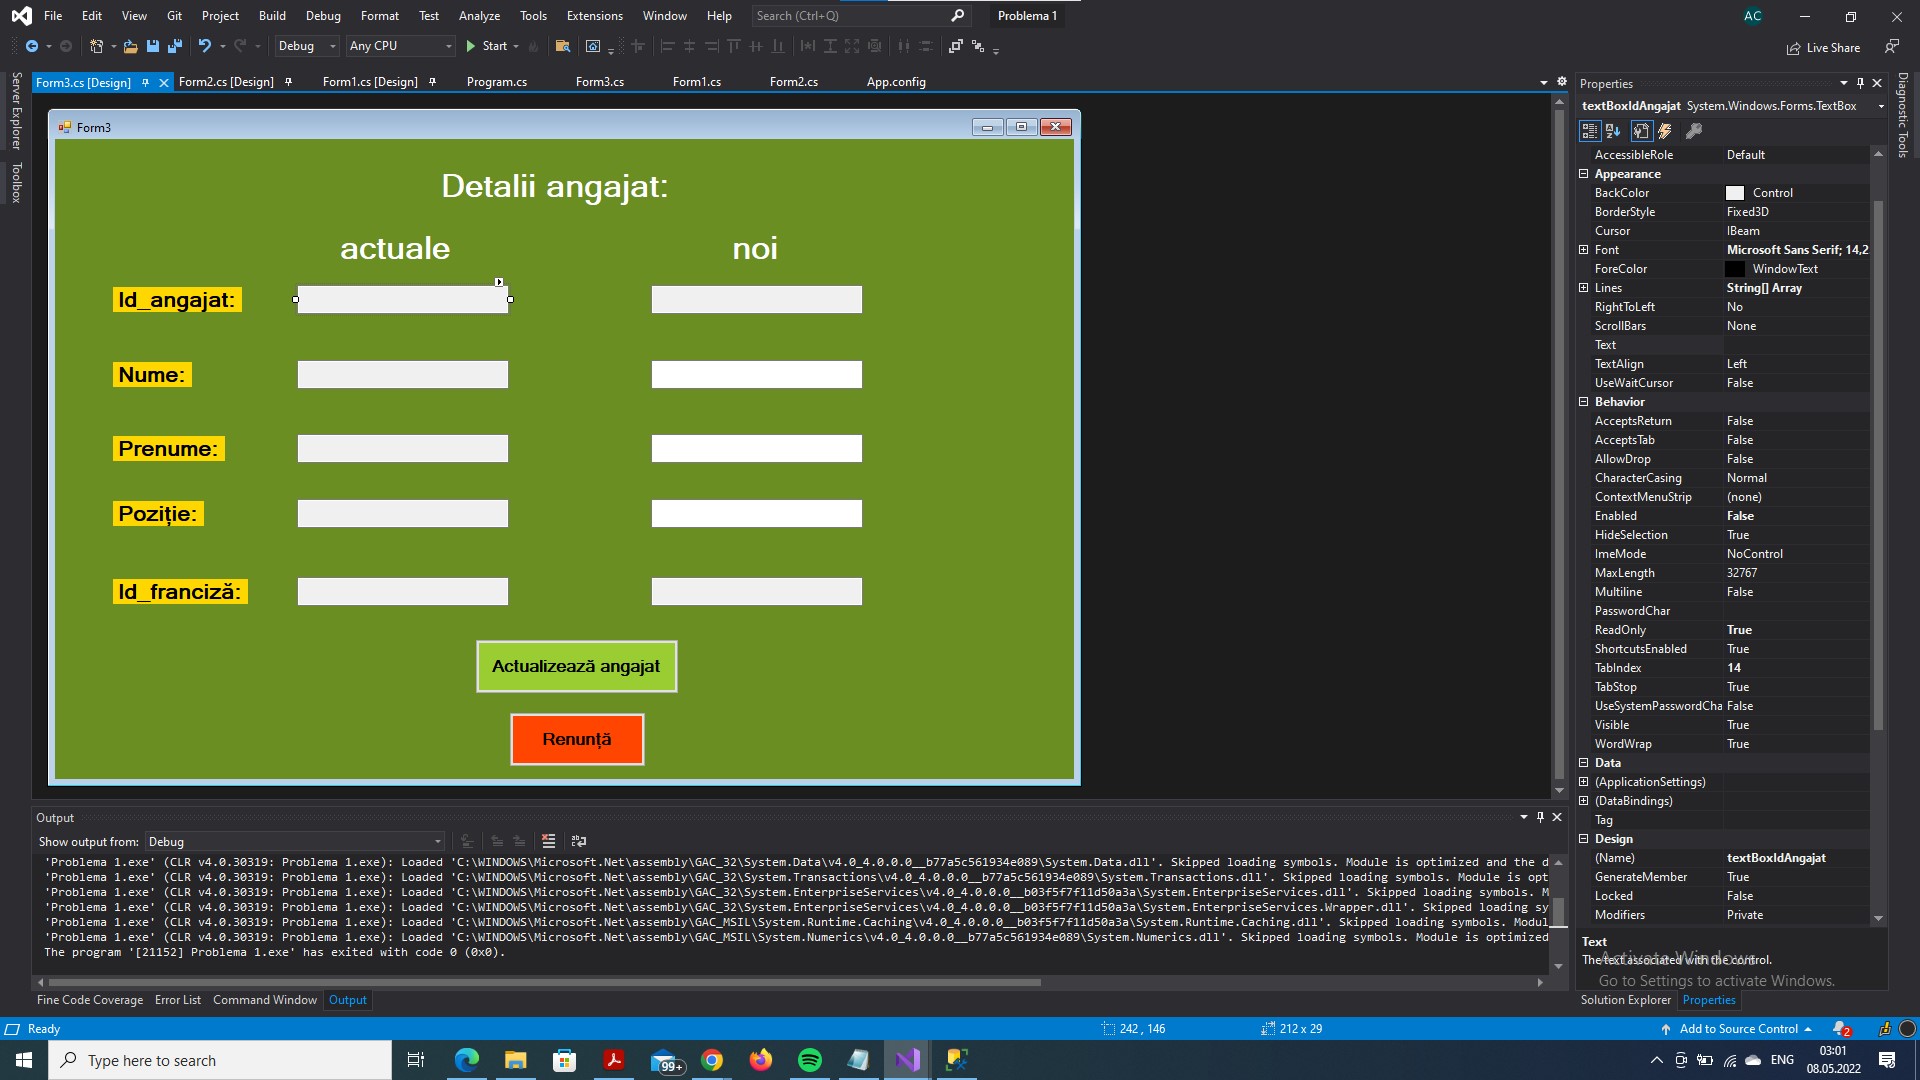 File Edit View Git Project Build Debug Format Test Analyze Tools Extensions Window Help Search (Ctrl+Q) Problema 1 AC
Debug Any CPU Start Live Share
Server Explorer
Toolbox
Form3.cs [Design] Form2.cs [Design] Form1.cs [Design] Program.cs Form3.cs Form1.cs Form2.cs App.config
Form3
Detalii angajat:
actuale noi
Id_angajat:
Nume:
Prenume:
Poziție:
Id_franciză:
Actualizează angajat
Renunță
Properties
textBoxIdAngajat System.Windows.Forms.TextBox
AccessibleRole Default
Appearance
BackColor Control
BorderStyle Fixed3D
Cursor IBeam
Font Microsoft Sans Serif; 14,2
ForeColor WindowText
Lines String[] Array
RightToLeft No
ScrollBars None
Text
TextAlign Left
UseWaitCursor False
Behavior
AcceptsReturn False
AcceptsTab False
AllowDrop False
CharacterCasing Normal
ContextMenuStrip (none)
Enabled False
HideSelection True
ImeMode NoControl
MaxLength 32767
Multiline False
PasswordChar
ReadOnly True
ShortcutsEnabled True
TabIndex 14
TabStop True
UseSystemPasswordCha False
Visible True
WordWrap True
Data
(ApplicationSettings)
(DataBindings)
Tag
Design
(Name) textBoxIdAngajat
GenerateMember True
Locked False
Modifiers Private
Text
The text associated with the control.
Activate Windows
Go to Settings to activate Windows.
Solution Explorer Properties
Diagnostic Tools
Output
Show output from: Debug
'Problema 1.exe' (CLR v4.0.30319: Problema 1.exe): Loaded 'C:\WINDOWS\Microsoft.Net\assembly\GAC_32\System.Data\v4.0_4.0.0.0__b77a5c561934e089\System.Data.dll'. Skipped loading symbols. Module is optimized and the d
'Problema 1.exe' (CLR v4.0.30319: Problema 1.exe): Loaded 'C:\WINDOWS\Microsoft.Net\assembly\GAC_32\System.Transactions\v4.0_4.0.0.0__b77a5c561934e089\System.Transactions.dll'. Skipped loading symbols. Module is opt
'Problema 1.exe' (CLR v4.0.30319: Problema 1.exe): Loaded 'C:\WINDOWS\Microsoft.Net\assembly\GAC_32\System.EnterpriseServices\v4.0_4.0.0.0__b03f5f7f11d50a3a\System.EnterpriseServices.dll'. Skipped loading symbols. M
'Problema 1.exe' (CLR v4.0.30319: Problema 1.exe): Loaded 'C:\WINDOWS\Microsoft.Net\assembly\GAC_32\System.EnterpriseServices\v4.0_4.0.0.0__b03f5f7f11d50a3a\System.EnterpriseServices.Wrapper.dll'. Skipped loading sy
'Problema 1.exe' (CLR v4.0.30319: Problema 1.exe): Loaded 'C:\WINDOWS\Microsoft.Net\assembly\GAC_MSIL\System.Runtime.Caching\v4.0_4.0.0.0__b03f5f7f11d50a3a\System.Runtime.Caching.dll'. Skipped loading symbols. Modul
'Problema 1.exe' (CLR v4.0.30319: Problema 1.exe): Loaded 'C:\WINDOWS\Microsoft.Net\assembly\GAC_MSIL\System.Numerics\v4.0_4.0.0.0__b77a5c561934e089\System.Numerics.dll'. Skipped loading symbols. Module is optimized
The program '[21152] Problema 1.exe' has exited with code 0 (0x0).
Fine Code Coverage Error List Command Window Output
Ready 242 , 146 212 x 29 Add to Source Control 2
Type here to search 99+ ENG 03:01
08.05.2022